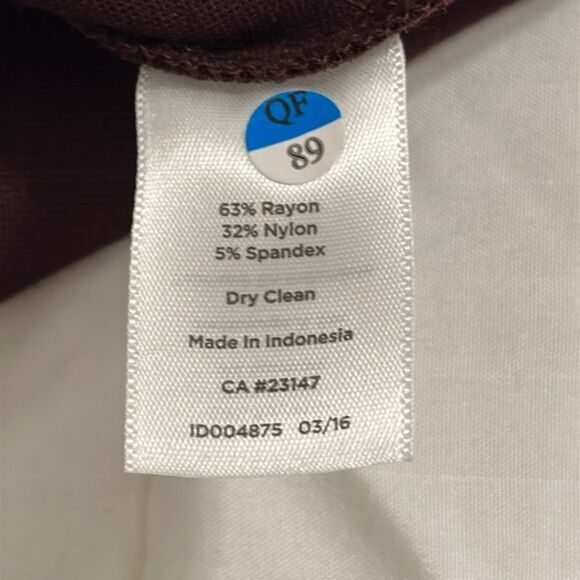 QF
89
63% Rayon
32% Nylon
5% Spandex
Dry Clean
Made In Indonesia
CA #23147
ID004875 03/16